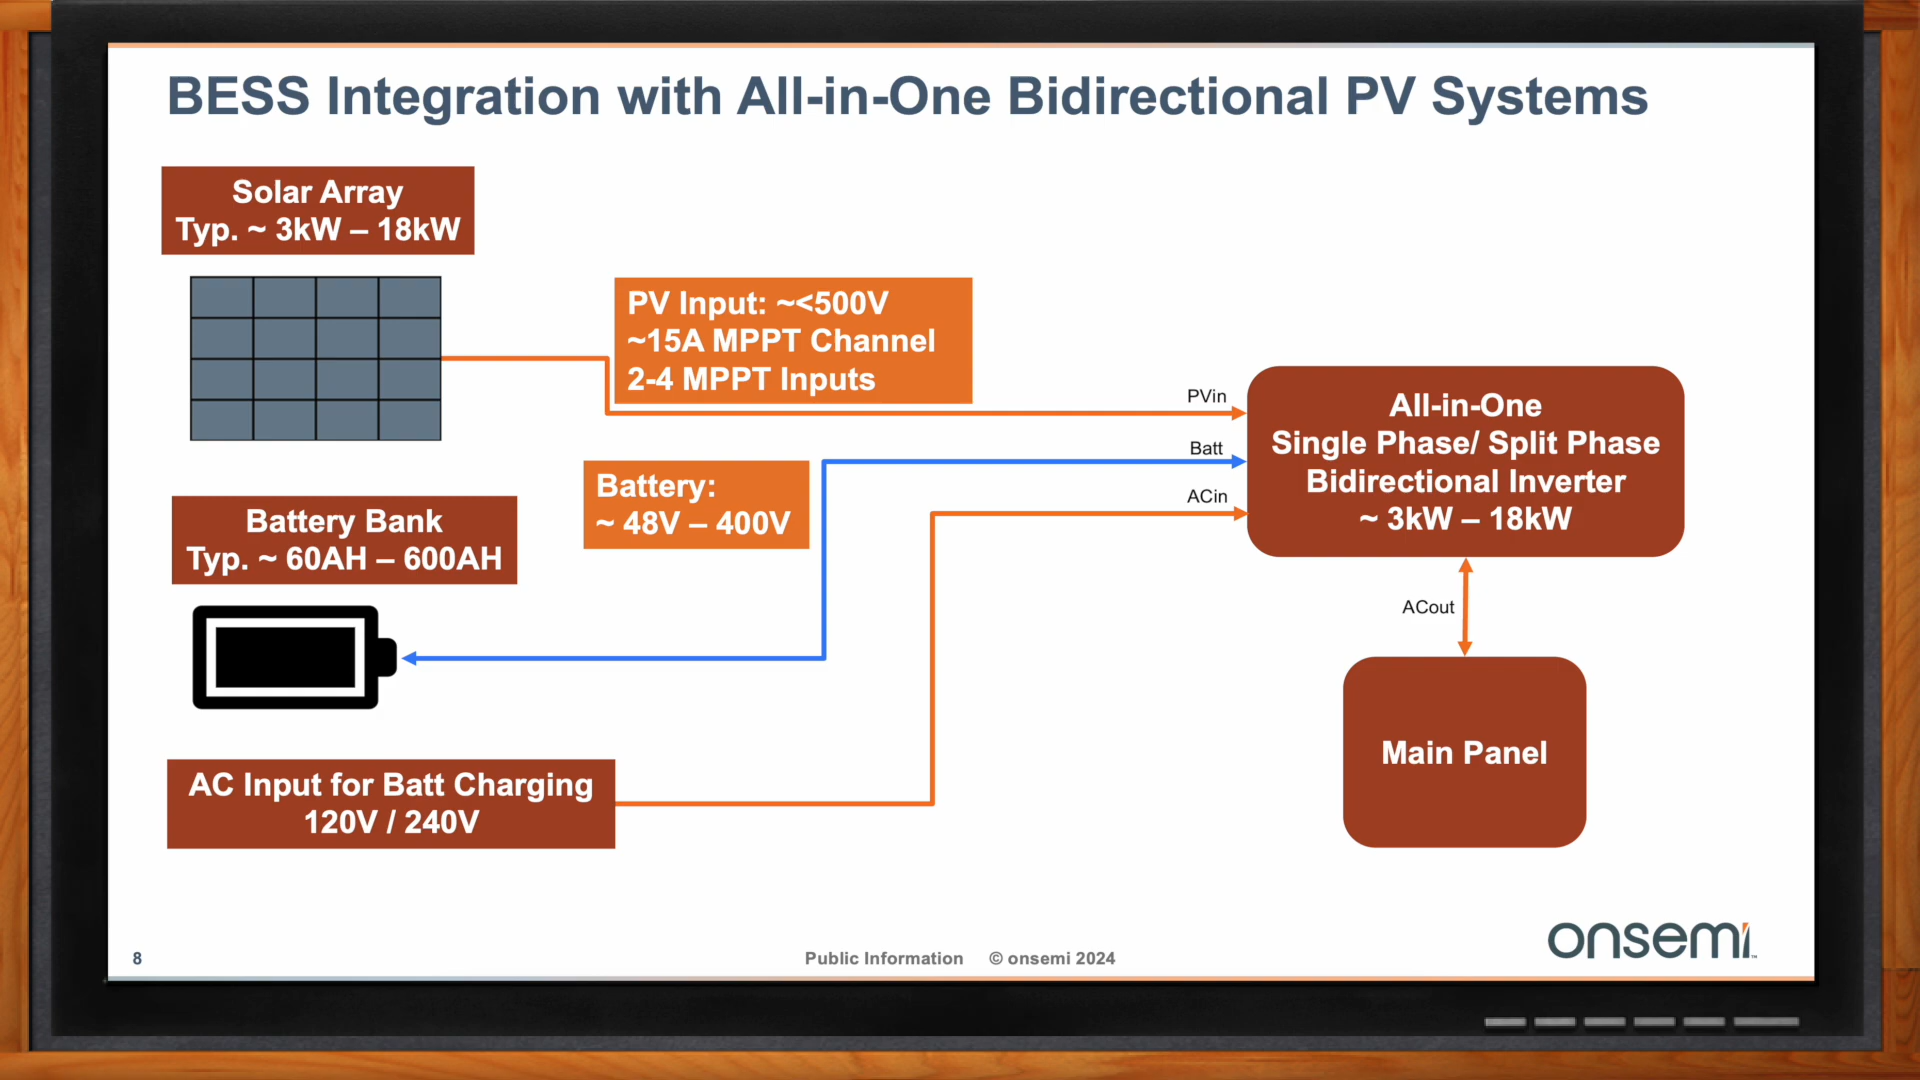 BESS Integration with All-in-One Bidirectional PV Systems
Solar Array
Typ. ~ 3kW – 18kW
PV Input: ~<500V
~15A MPPT Channel
2-4 MPPT Inputs
PVin
Batt
ACin
All-in-One
Single Phase/ Split Phase
Bidirectional Inverter
~ 3kW – 18kW
Battery:
~ 48V – 400V
Battery Bank
Typ. ~ 60AH – 600AH
ACout
Main Panel
AC Input for Batt Charging
120V / 240V
8
Public Information © onsemi 2024
onsemi™